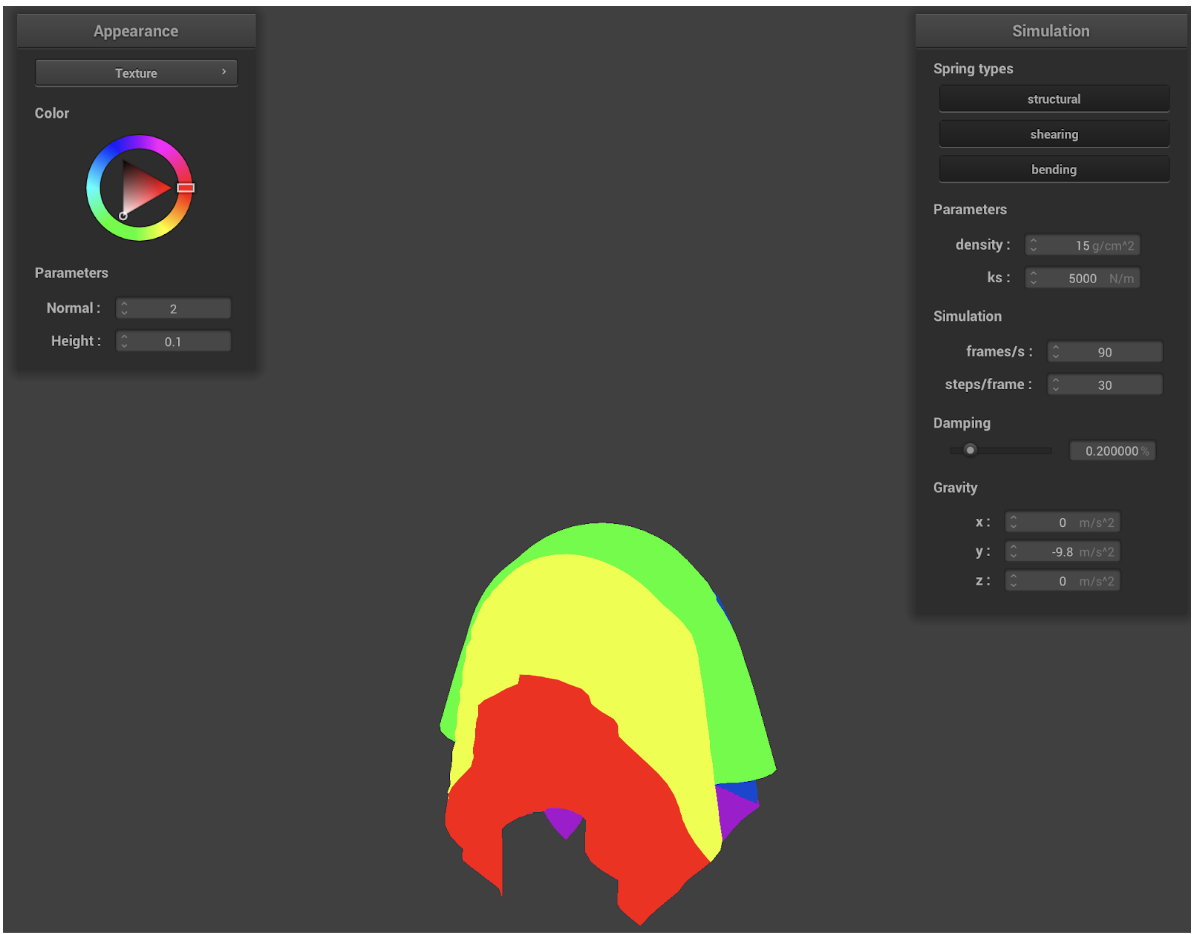 Appearance
Texture
Color
Parameters
Normal : 2
Height : 0.1
Simulation
Spring types
structural
shearing
bending
Parameters
density : 15 g/cm^2
ks : 5000 N/m
Simulation
frames/s : 90
steps/frame : 30
Damping
0.200000 %
Gravity
x : 0 m/s^2
y : -9.8 m/s^2
z : 0 m/s^2